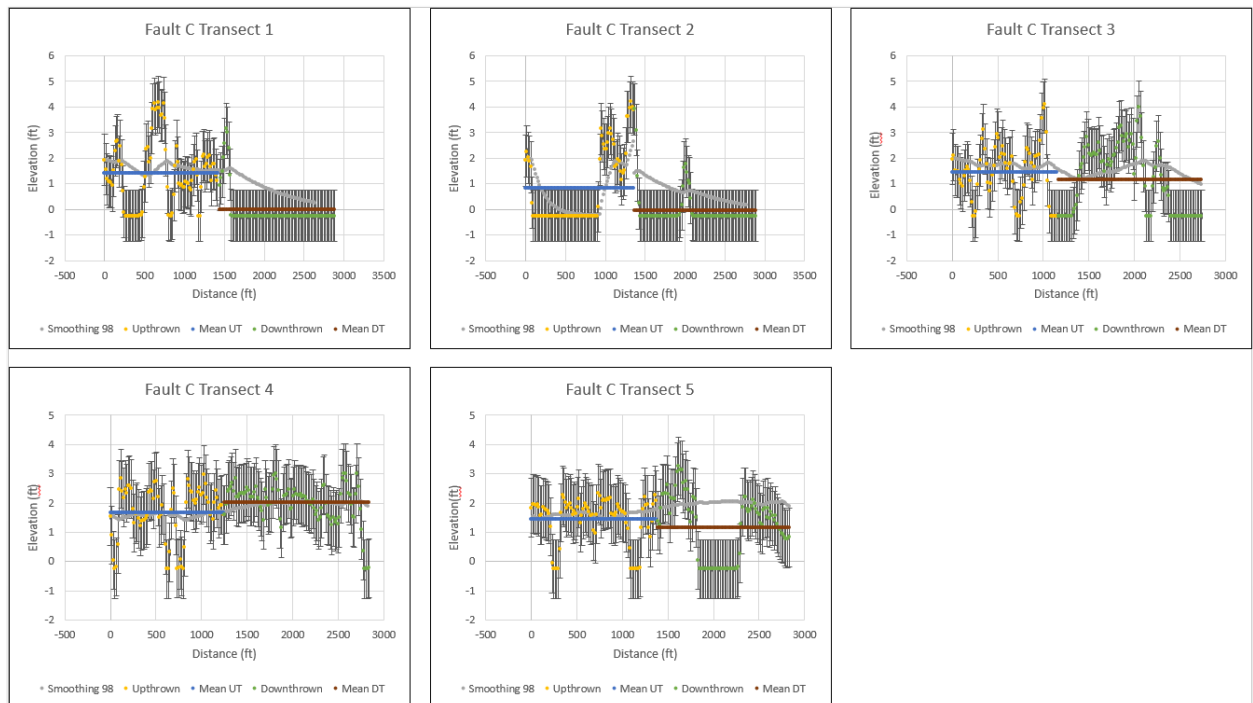 Fault C Transect 1
6
5
4
3
2
1
0
-1
-2
-500 0 500 1000 1500 2000 2500 3000 3500
Elevation (ft)
Distance (ft)
Smoothing 98 Upthrown Mean UT Downthrown Mean DT
Fault C Transect 2
6
5
4
3
2
1
0
-1
-2
-500 0 500 1000 1500 2000 2500 3000 3500
Elevation (ft)
Distance (ft)
Smoothing 98 Upthrown Mean UT Downthrown Mean DT
Fault C Transect 3
6
5
4
3
2
1
0
-1
-2
-500 0 500 1000 1500 2000 2500 3000
Elevation (ft)
Distance (ft)
Smoothing 98 Upthrown Mean UT Downthrown Mean DT
Fault C Transect 4
5
4
3
2
1
0
-1
-2
-500 0 500 1000 1500 2000 2500 3000
Elevation (ft)
Distance (ft)
Smoothing 98 Upthrown Mean UT Downthrown Mean DT
Fault C Transect 5
5
4
3
2
1
0
-1
-2
-500 0 500 1000 1500 2000 2500 3000
Elevation(ft)
Distance (ft)
Smoothing 98 Upthrown Mean UT Downthrown Mean DT